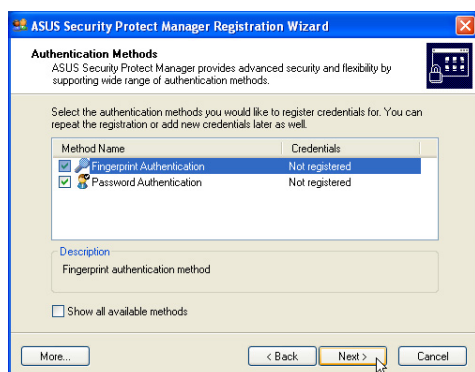 ASUS Security Protect Manager Registration Wizard
Authentication Methods
ASUS Security Protect Manager provides advanced security and flexibility by
supporting wide range of authentication methods.
Select the authentication methods you would like to register credentials for. You can
repeat the registration or add new credentials later as well.
Method Name Credentials
Fingerprint Authentication Not registered
Password Authentication Not registered
Description
Fingerprint authentication method
Show all available methods
More... < Back Next > Cancel